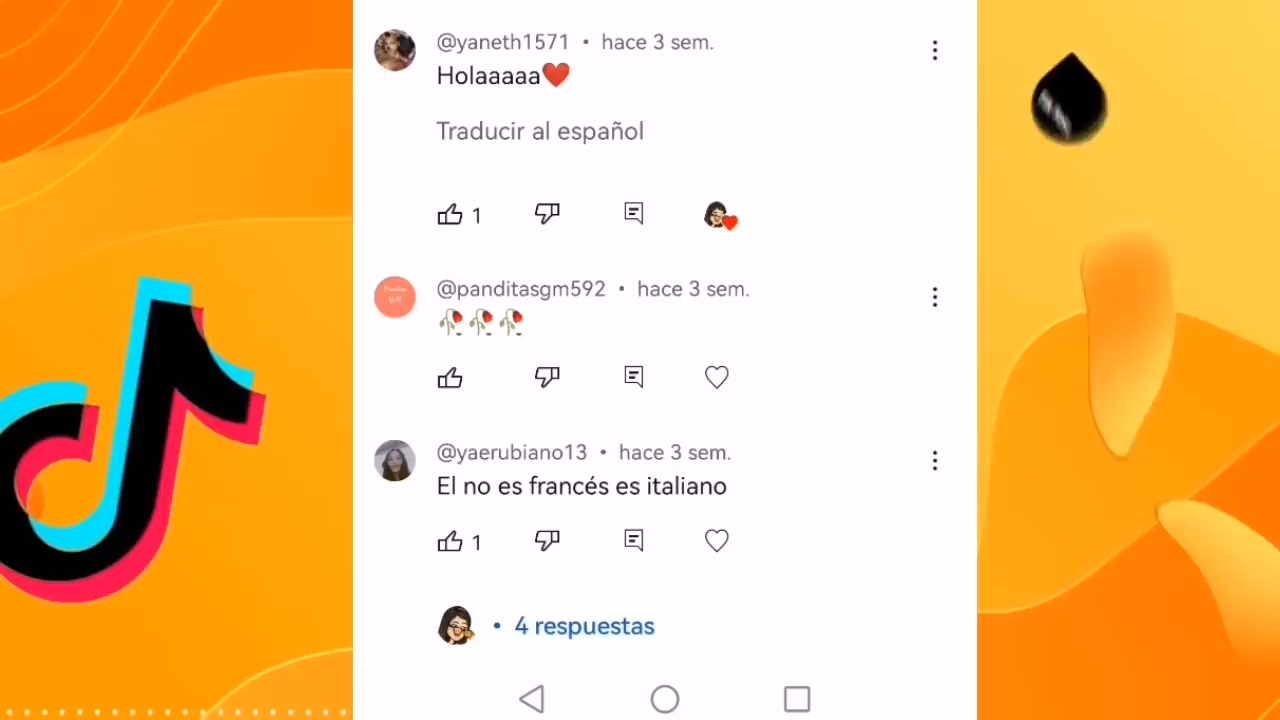 @yaneth1571 • hace 3 sem.
Holaaaaa❤️
Traducir al español
1
@panditasgm592 • hace 3 sem.
🥀🥀🥀
@yaerubiano13 • hace 3 sem.
El no es francés es italiano
1
• 4 respuestas